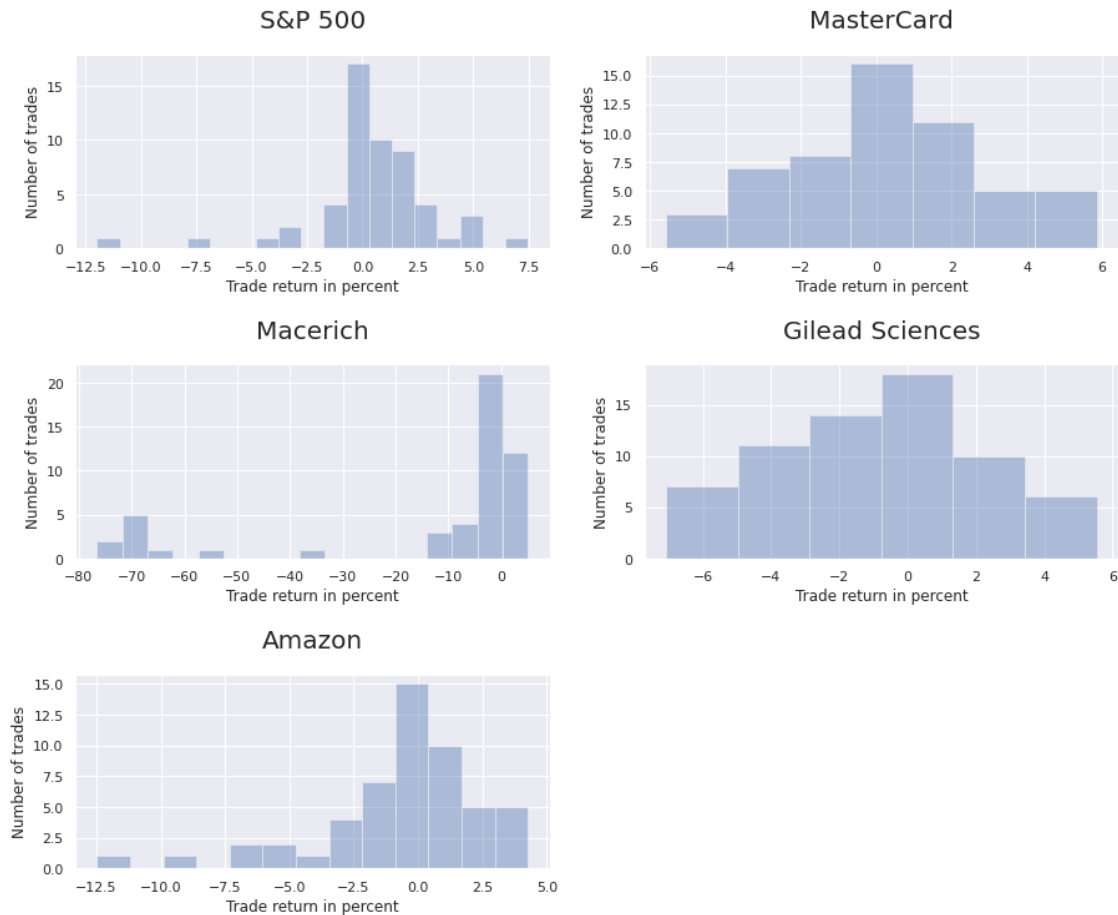 S&P 500
Number of trades
15
10
5
0
−12.5 −10.0 −7.5 −5.0 −2.5 0.0 2.5 5.0 7.5
Trade return in percent
MasterCard
Number of trades
15.0
12.5
10.0
7.5
5.0
2.5
0.0
−6 −4 −2 0 2 4 6
Trade return in percent
Macerich
Number of trades
20
15
10
5
0
−80 −70 −60 −50 −40 −30 −20 −10 0
Trade return in percent
Gilead Sciences
Number of trades
15
10
5
0
−6 −4 −2 0 2 4 6
Trade return in percent
Amazon
Number of trades
15.0
12.5
10.0
7.5
5.0
2.5
0.0
−12.5 −10.0 −7.5 −5.0 −2.5 0.0 2.5 5.0
Trade return in percent